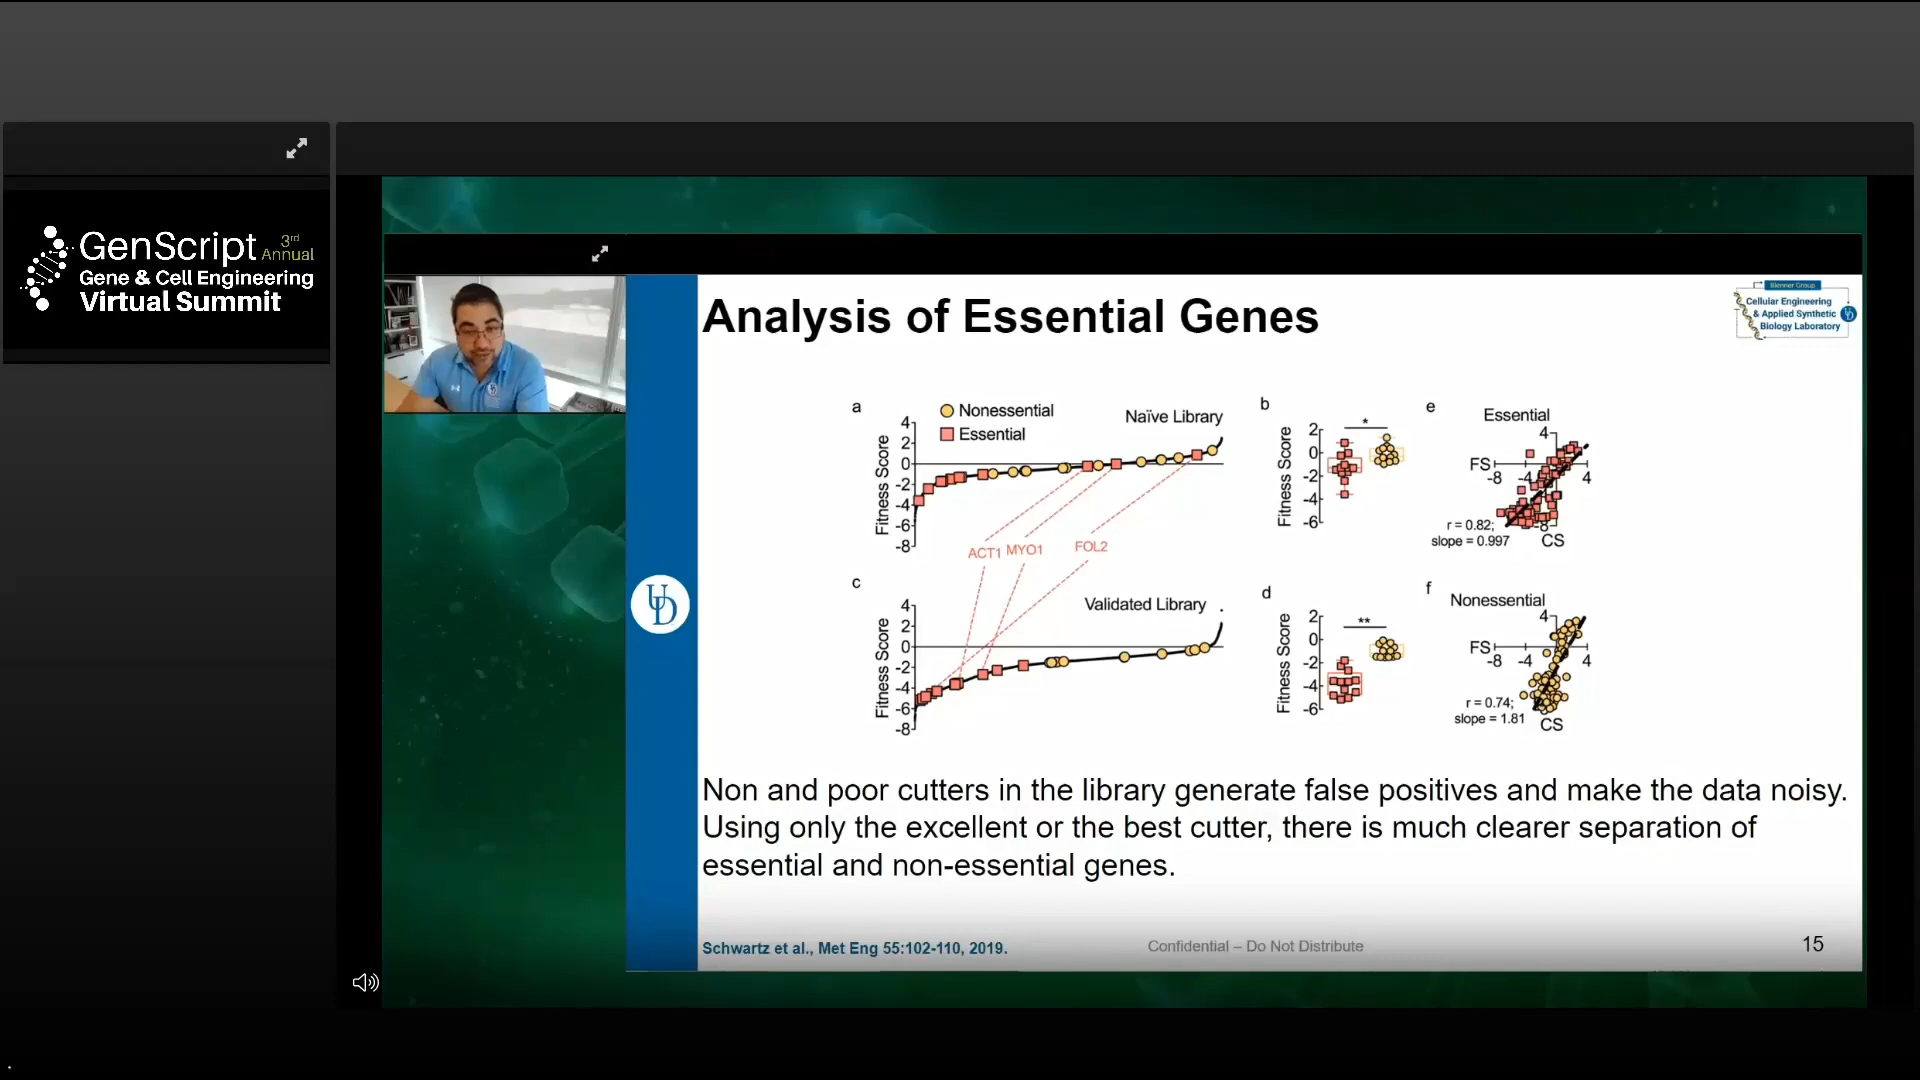 GenScript 3rd Annual
Gene & Cell Engineering
Virtual Summit
Analysis of Essential Genes
Blenner Group
Cellular Engineering
& Applied Synthetic
Biology Laboratory
UD
a
Nonessential
Essential
Naïve Library
Fitness Score
4
2
0
-2
-4
-6
-8
ACT1 MYO1 FOL2
b
*
Fitness Score
2
0
-2
-4
-6
e
Essential
4
FS
-8 -4 4
-8
r = 0.82;
slope = 0.997
CS
c
Validated Library
Fitness Score
4
2
0
-2
-4
-6
-8
d
**
Fitness Score
2
0
-2
-4
-6
f
Nonessential
4
FS
-8 -4 4
r = 0.74;
slope = 1.81
CS
Non and poor cutters in the library generate false positives and make the data noisy.
Using only the excellent or the best cutter, there is much clearer separation of
essential and non-essential genes.
Schwartz et al., Met Eng 55:102-110, 2019.
Confidential – Do Not Distribute
15